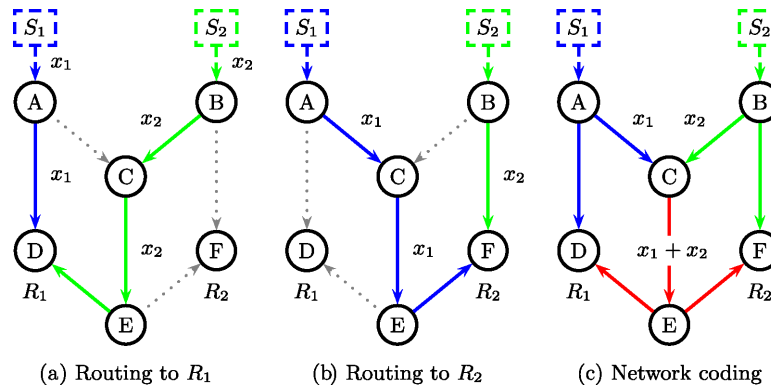 S₁ S₂ S₁ S₂ S₁ S₂
x₁ x₂
A B A B A B
x₂ x₁ x₁ x₂
C C C
x₁ x₂
x₂ x₁ x₁ + x₂
D F D F D F
R₁ R₂ R₁ R₂ R₁ R₂
E E E
(a) Routing to R₁ (b) Routing to R₂ (c) Network coding